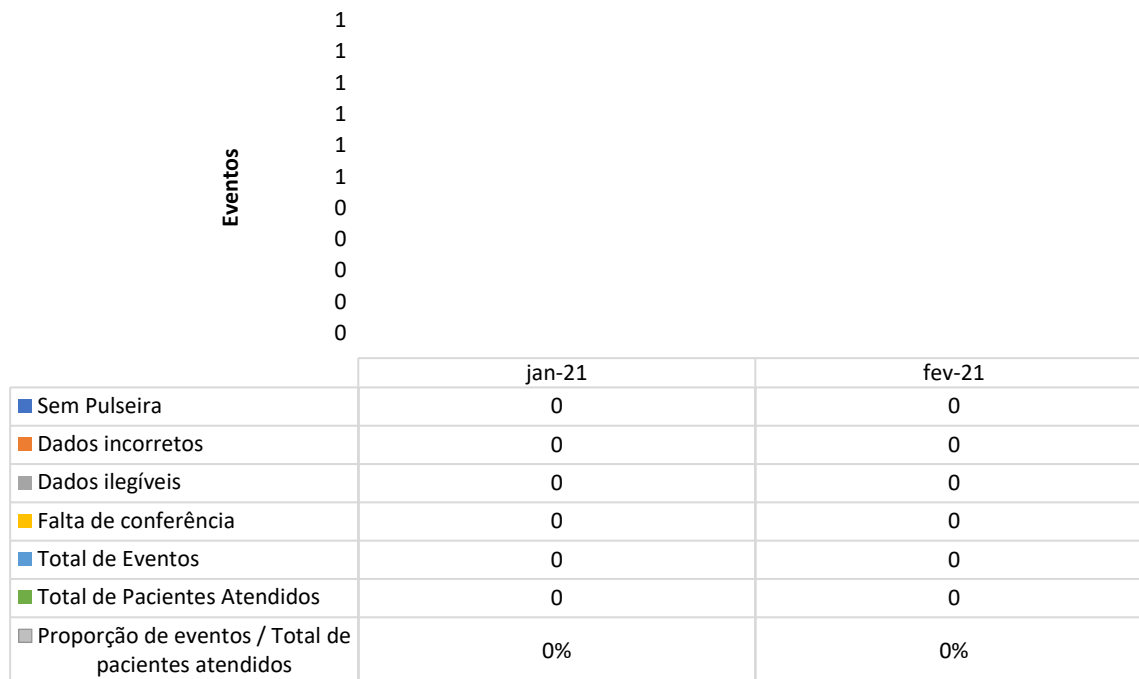 Eventos
1
1
1
1
1
1
0
0
0
0
0
jan-21 fev-21
Sem Pulseira 0 0
Dados incorretos 0 0
Dados ilegíveis 0 0
Falta de conferência 0 0
Total de Eventos 0 0
Total de Pacientes Atendidos 0 0
Proporção de eventos / Total de
pacientes atendidos 0% 0%